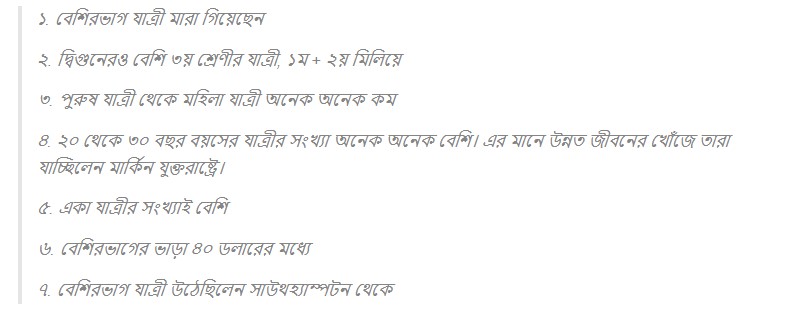 ১. বেশিরভাগ যাত্রী মারা গিয়েছেন
২. দ্বিগুনেরও বেশি ৩য় শ্রেণীর যাত্রী, ১ম + ২য় মিলিয়ে
৩. পুরুষ যাত্রী থেকে মহিলা যাত্রী অনেক অনেক কম
৪. ২০ থেকে ৩০ বছর বয়সের যাত্রীর সংখ্যা অনেক অনেক বেশি। এর মানে উন্নত জীবনের খোঁজে তারা
যাচ্ছিলেন মার্কিন যুক্তরাষ্ট্রে।
৫. একা যাত্রীর সংখ্যাই বেশি
৬. বেশিরভাগের ভাড়া ৪০ ডলারের মধ্যে
৭. বেশিরভাগ যাত্রী উঠেছিলেন সাউথহ্যাম্পটন থেকে